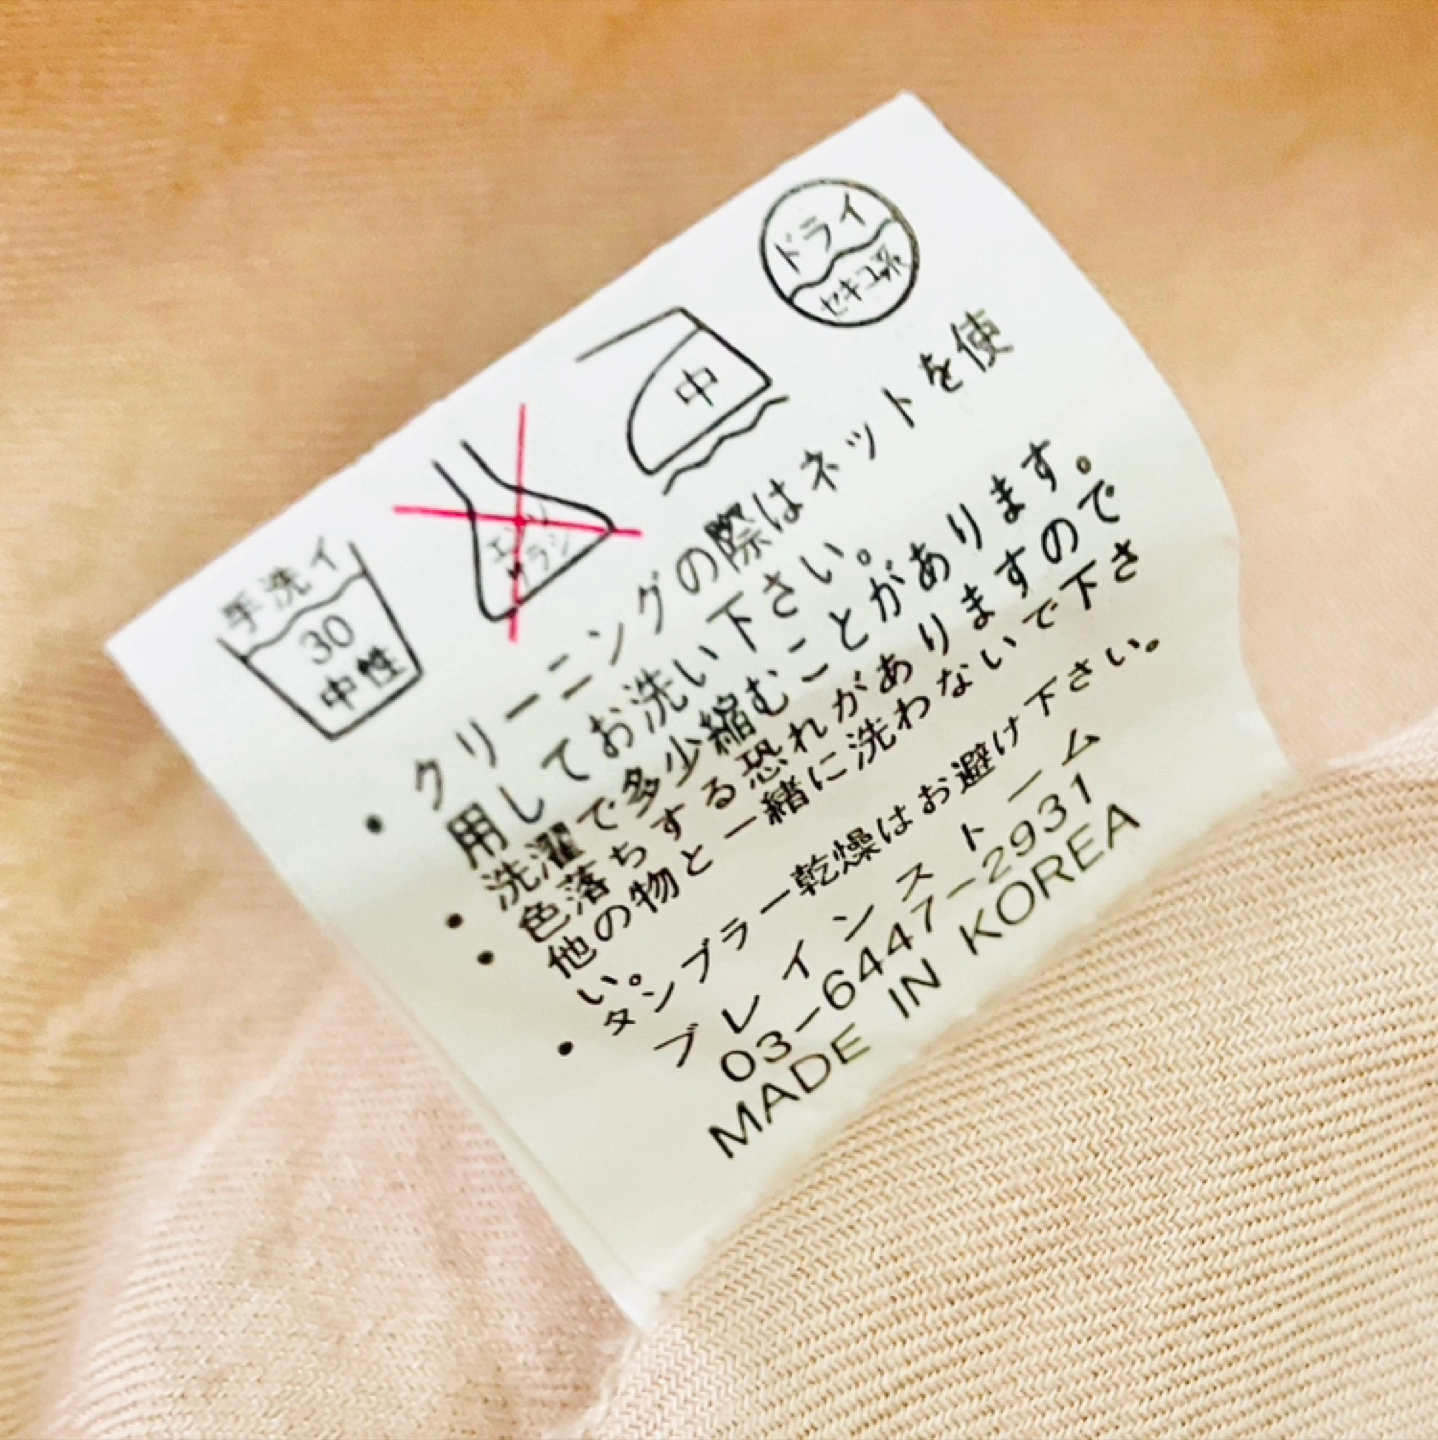 手洗イ
30
中性
エンソ
サラシ
中
ドライ
セキユ系
・クリーニングの際はネットを使
用してお洗い下さい。
・洗濯で多少縮むことがあります。
・色落ちする恐れがありますので
他の物と一緒に洗わないで下さ
い。
・タンブラー乾燥はお避け下さい。
ブレインストーム
03-6447-2931
MADE IN KOREA